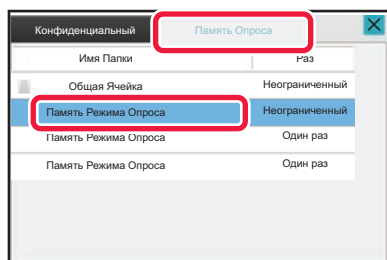 Конфиденциальный Память Опроса
Имя Папки Раз
Общая Ячейка Неограниченный
Память Режима Опроса Неограниченный
Память Режима Опроса Один раз
Память Режима Опроса Один раз